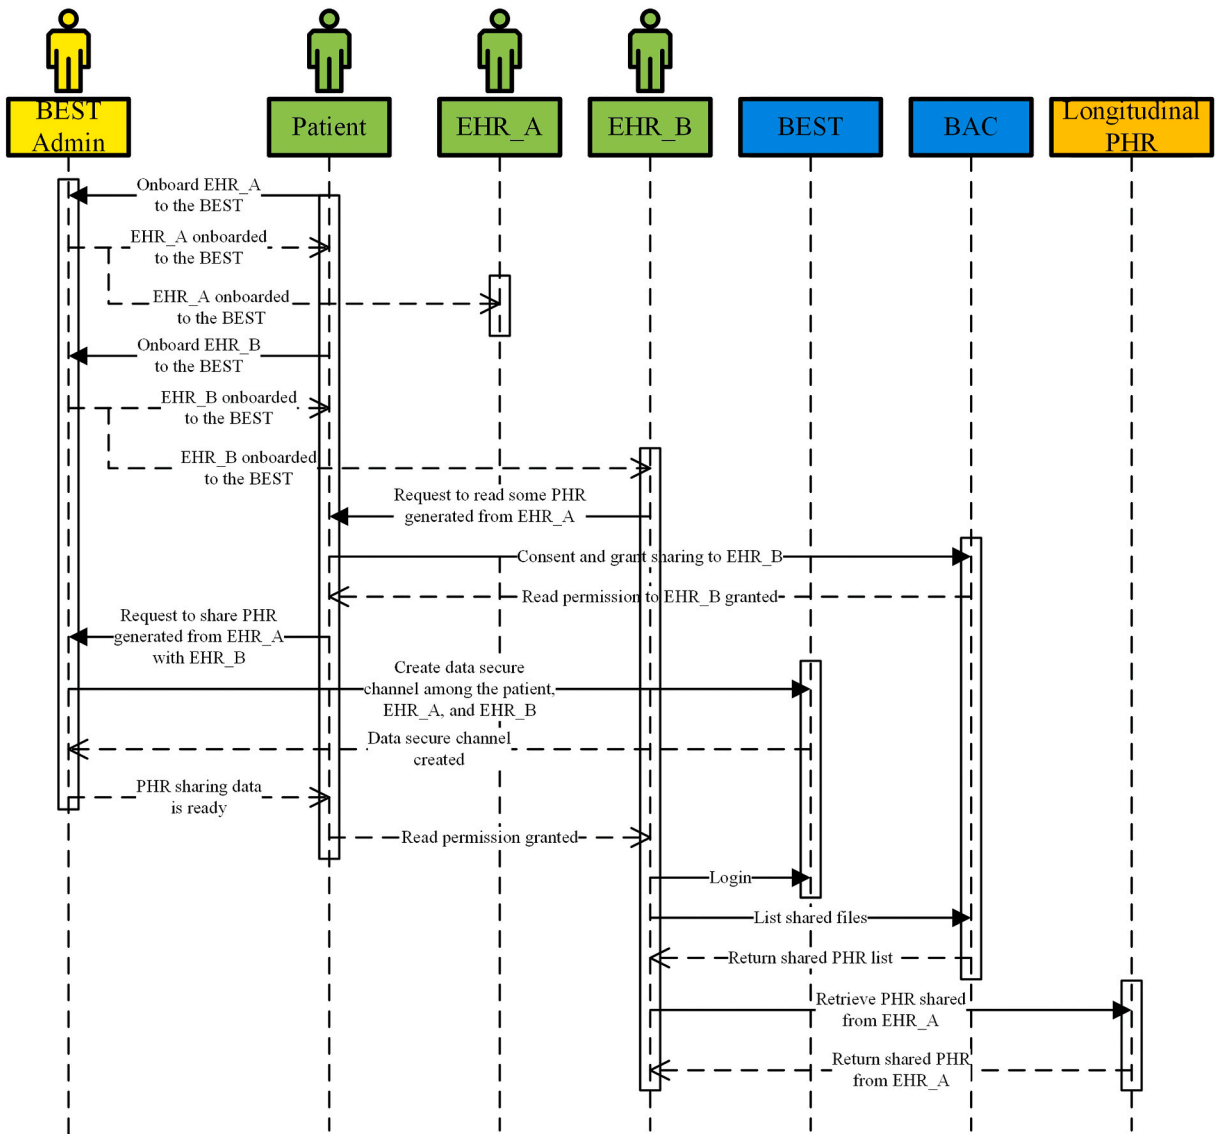 BEST
Admin
Patient
EHR_A
EHR_B
BEST
BAC
Longitudinal
PHR
Onboard EHR_A
to the BEST
EHR_A onboarded
to the BEST
EHR_A onboarded
to the BEST
Onboard EHR_B
to the BEST
EHR_B onboarded
to the BEST
EHR_B onboarded
to the BEST
Request to read some PHR
generated from EHR_A
Consent and grant sharing to EHR_B
Read permission to EHR_B granted
Request to share PHR
generated from EHR_A
with EHR_B
Create data secure
channel among the patient,
EHR_A, and EHR_B
Data secure channel
created
PHR sharing data
is ready
Read permission granted
Login
List shared files
Return shared PHR list
Retrieve PHR shared
from EHR_A
Return shared PHR
from EHR_A